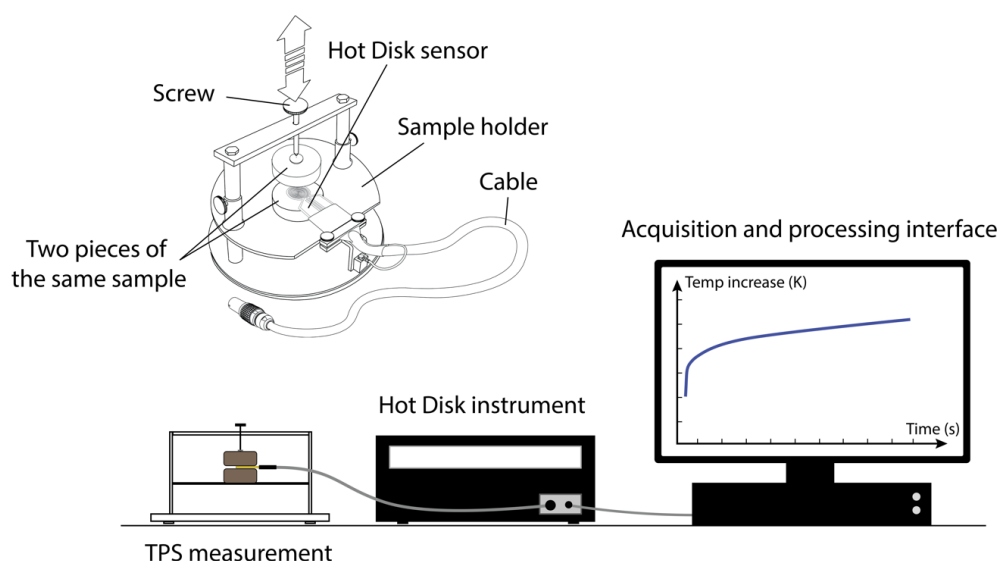 Hot Disk sensor
Screw
Sample holder
Cable
Two pieces of
the same sample
Acquisition and processing interface
Temp increase (K)
Time (s)
Hot Disk instrument
TPS measurement